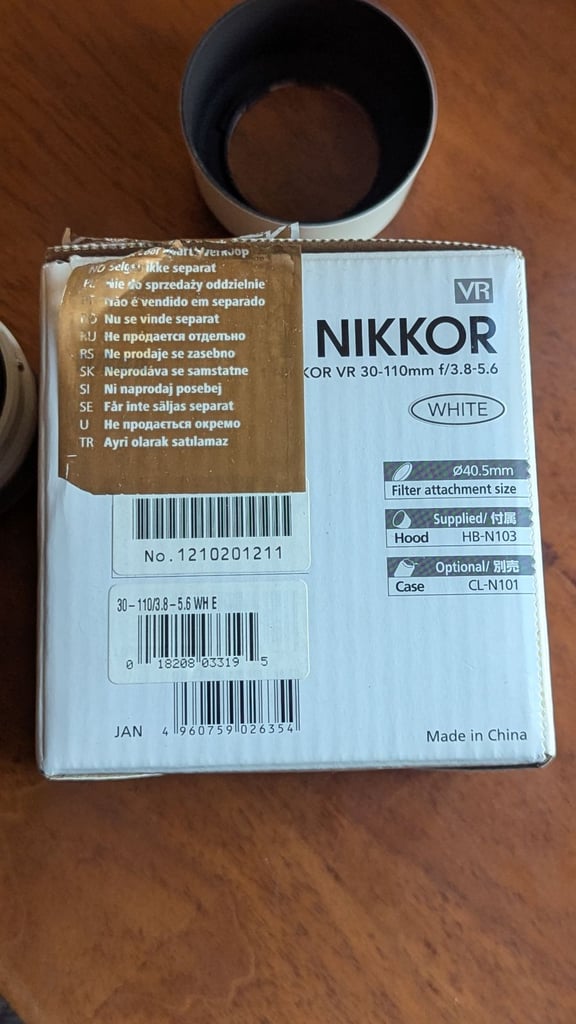 ikke separat
nie do sprzedaży oddzielnie
Não é vendido em separado
Nu se vinde separat
RU Не продается отдельно
RS Ne prodaje se zasebno
SK Neprodáva se samstatne
SI Ni naprodaj posebej
SE Får inte säljas separat
U Не продається окремо
TR Ayri olarak satılamaz
VR
NIKKOR
KOR VR 30-110mm f/3.8-5.6
WHITE
Ø40.5mm
Filter attachment size
Supplied/ 付属
Hood HB-N103
Optional/ 別売
Case CL-N101
No.1210201211
30-110/3.8-5.6 WH E
0 18208 03319 5
JAN 4 960759 026354
Made in China